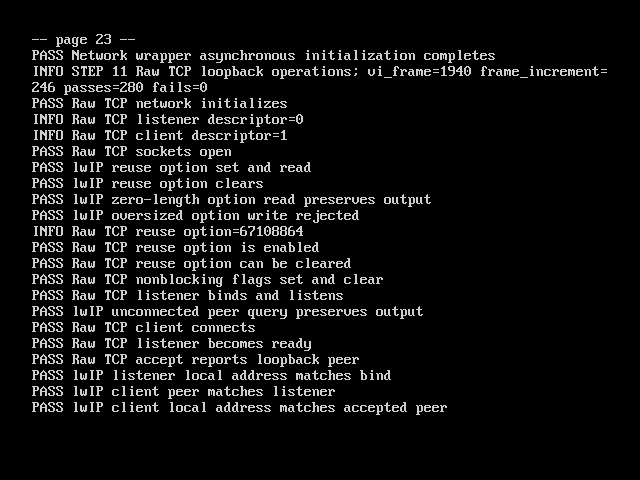 -- page 23 --
PASS Network wrapper asynchronous initialization completes
INFO STEP 11 Raw TCP loopback operations; vi_frame=1940 frame_increment=
246 passes=280 fails=0
PASS Raw TCP network initializes
INFO Raw TCP listener descriptor=0
INFO Raw TCP client descriptor=1
PASS Raw TCP sockets open
PASS lwIP reuse option set and read
PASS lwIP reuse option clears
PASS lwIP zero-length option read preserves output
PASS lwIP oversized option write rejected
INFO Raw TCP reuse option=67108864
PASS Raw TCP reuse option is enabled
PASS Raw TCP reuse option can be cleared
PASS Raw TCP nonblocking flags set and clear
PASS Raw TCP listener binds and listens
PASS lwIP unconnected peer query preserves output
PASS Raw TCP client connects
PASS Raw TCP listener becomes ready
PASS Raw TCP accept reports loopback peer
PASS lwIP listener local address matches bind
PASS lwIP client peer matches listener
PASS lwIP client local address matches accepted peer